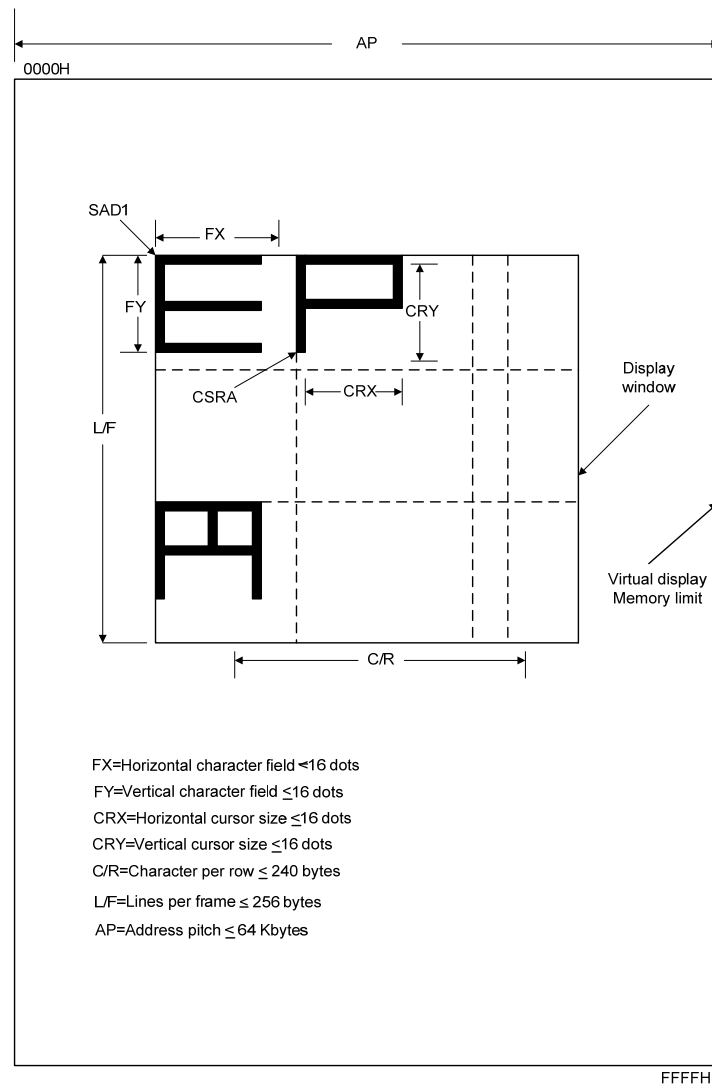 AP
0000H
SAD1
FX
FY
CRY
CSRA
CRX
Display
window
L/F
Virtual display
Memory limit
C/R
FX=Horizontal character field <16 dots
FY=Vertical character field ≤16 dots
CRX=Horizontal cursor size ≤16 dots
CRY=Vertical cursor size ≤16 dots
C/R=Character per row ≤ 240 bytes
L/F=Lines per frame ≤ 256 bytes
AP=Address pitch ≤ 64 Kbytes
FFFFH